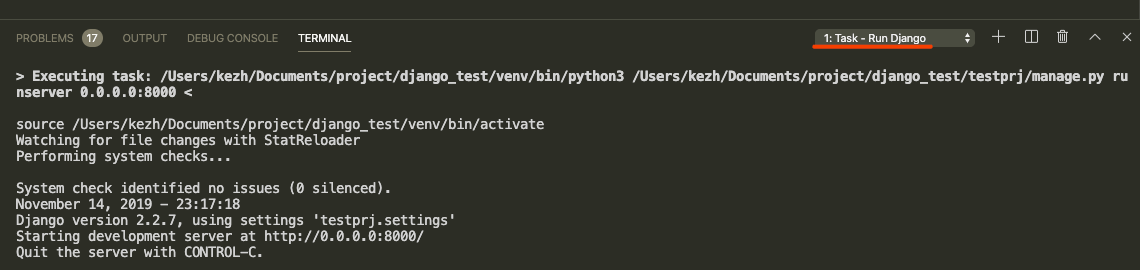 PROBLEMS 17 OUTPUT DEBUG CONSOLE TERMINAL 1: Task - Run Django
> Executing task: /Users/kezh/Documents/project/django_test/venv/bin/python3 /Users/kezh/Documents/project/django_test/testprj/manage.py ru
nserver 0.0.0.0:8000 <
source /Users/kezh/Documents/project/django_test/venv/bin/activate
Watching for file changes with StatReloader
Performing system checks...
System check identified no issues (0 silenced).
November 14, 2019 - 23:17:18
Django version 2.2.7, using settings 'testprj.settings'
Starting development server at http://0.0.0.0:8000/
Quit the server with CONTROL-C.